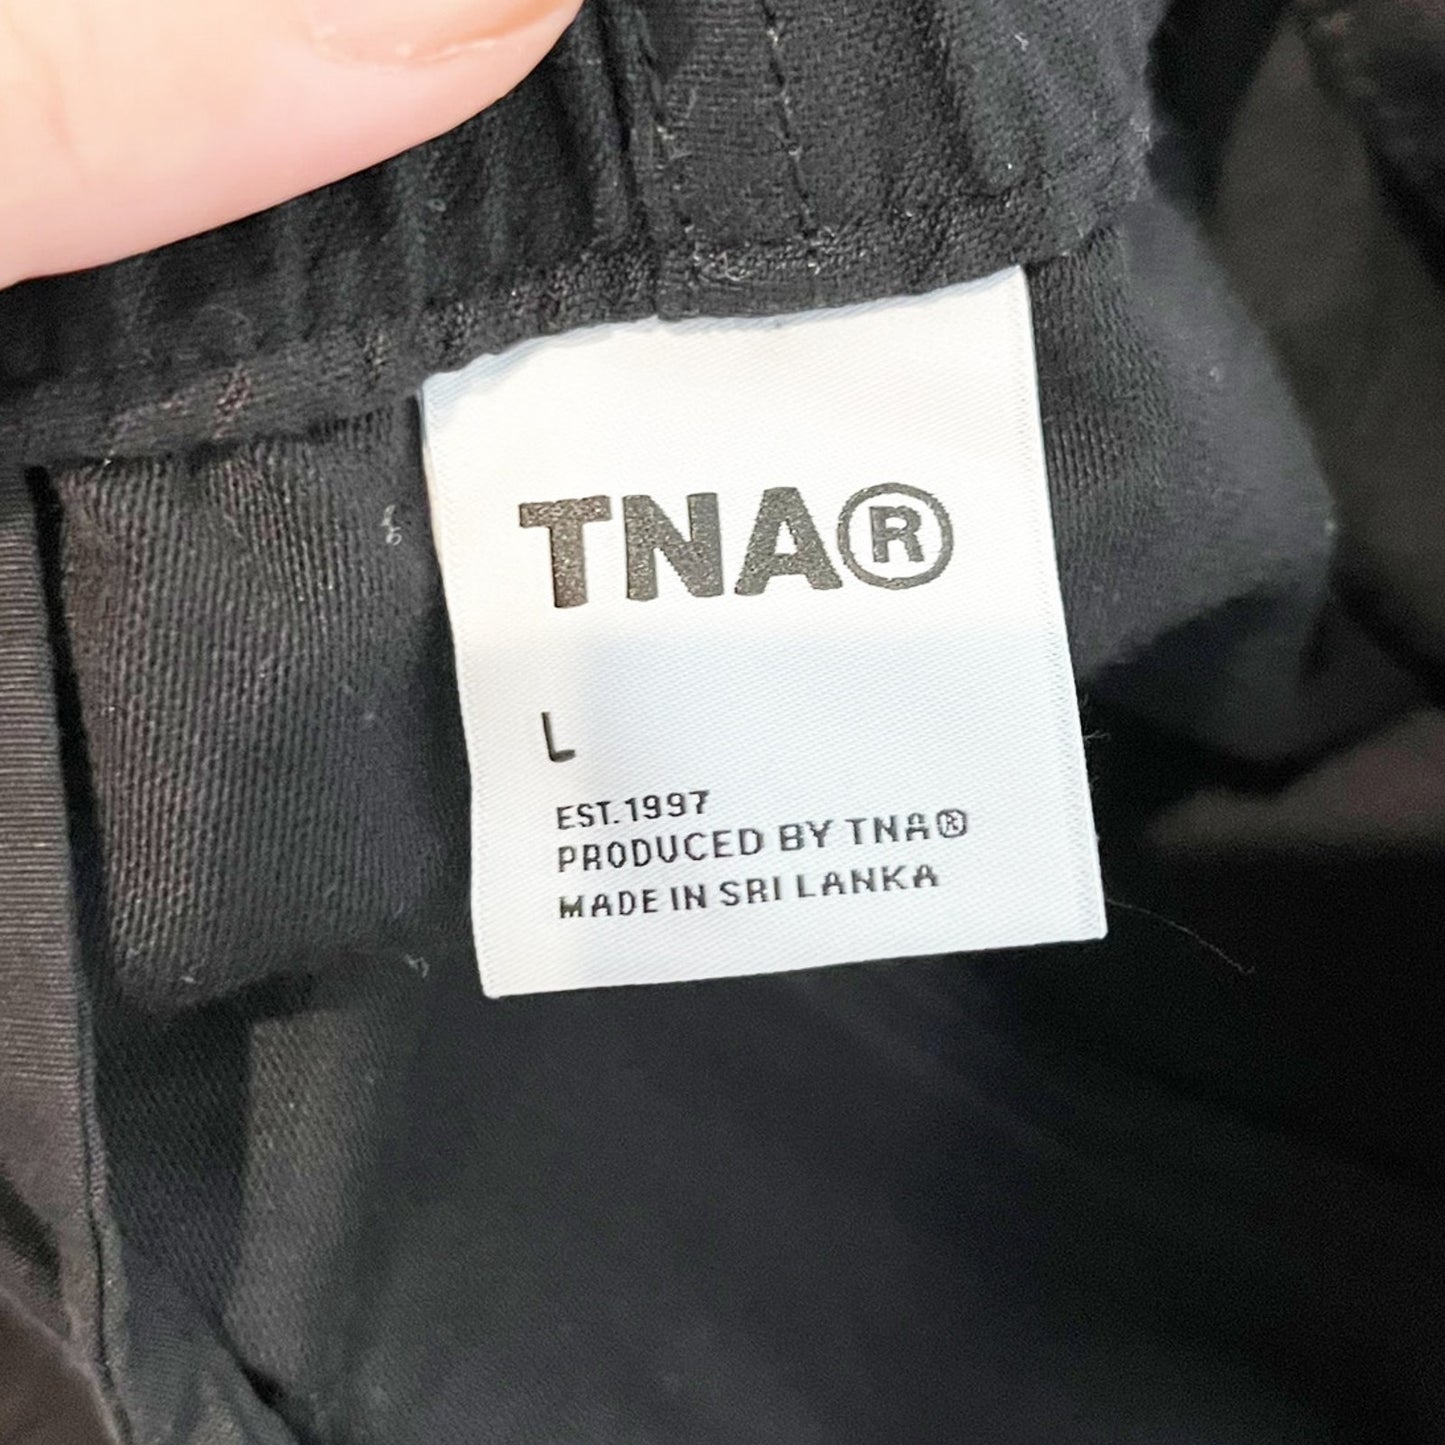 TNA®
L
EST.1997
PRODUCED BY TNA®
MADE IN SRI LANKA